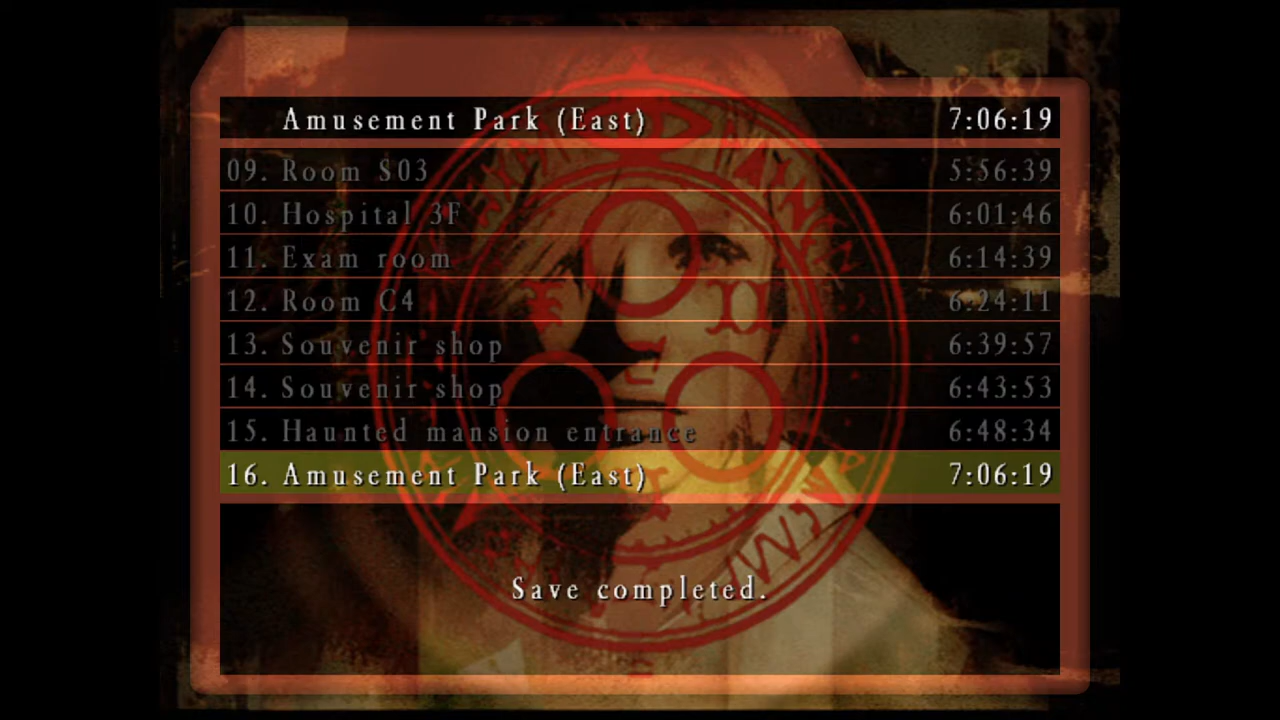 Amusement Park (East) 7:06:19
09. Room S03 5:56:39
10. Hospital 3F 6:01:46
11. Exam room 6:14:39
12. Room C4 6:24:11
13. Souvenir shop 6:39:57
14. Souvenir shop 6:43:53
15. Haunted mansion entrance 6:48:34
16. Amusement Park (East) 7:06:19
Save completed.